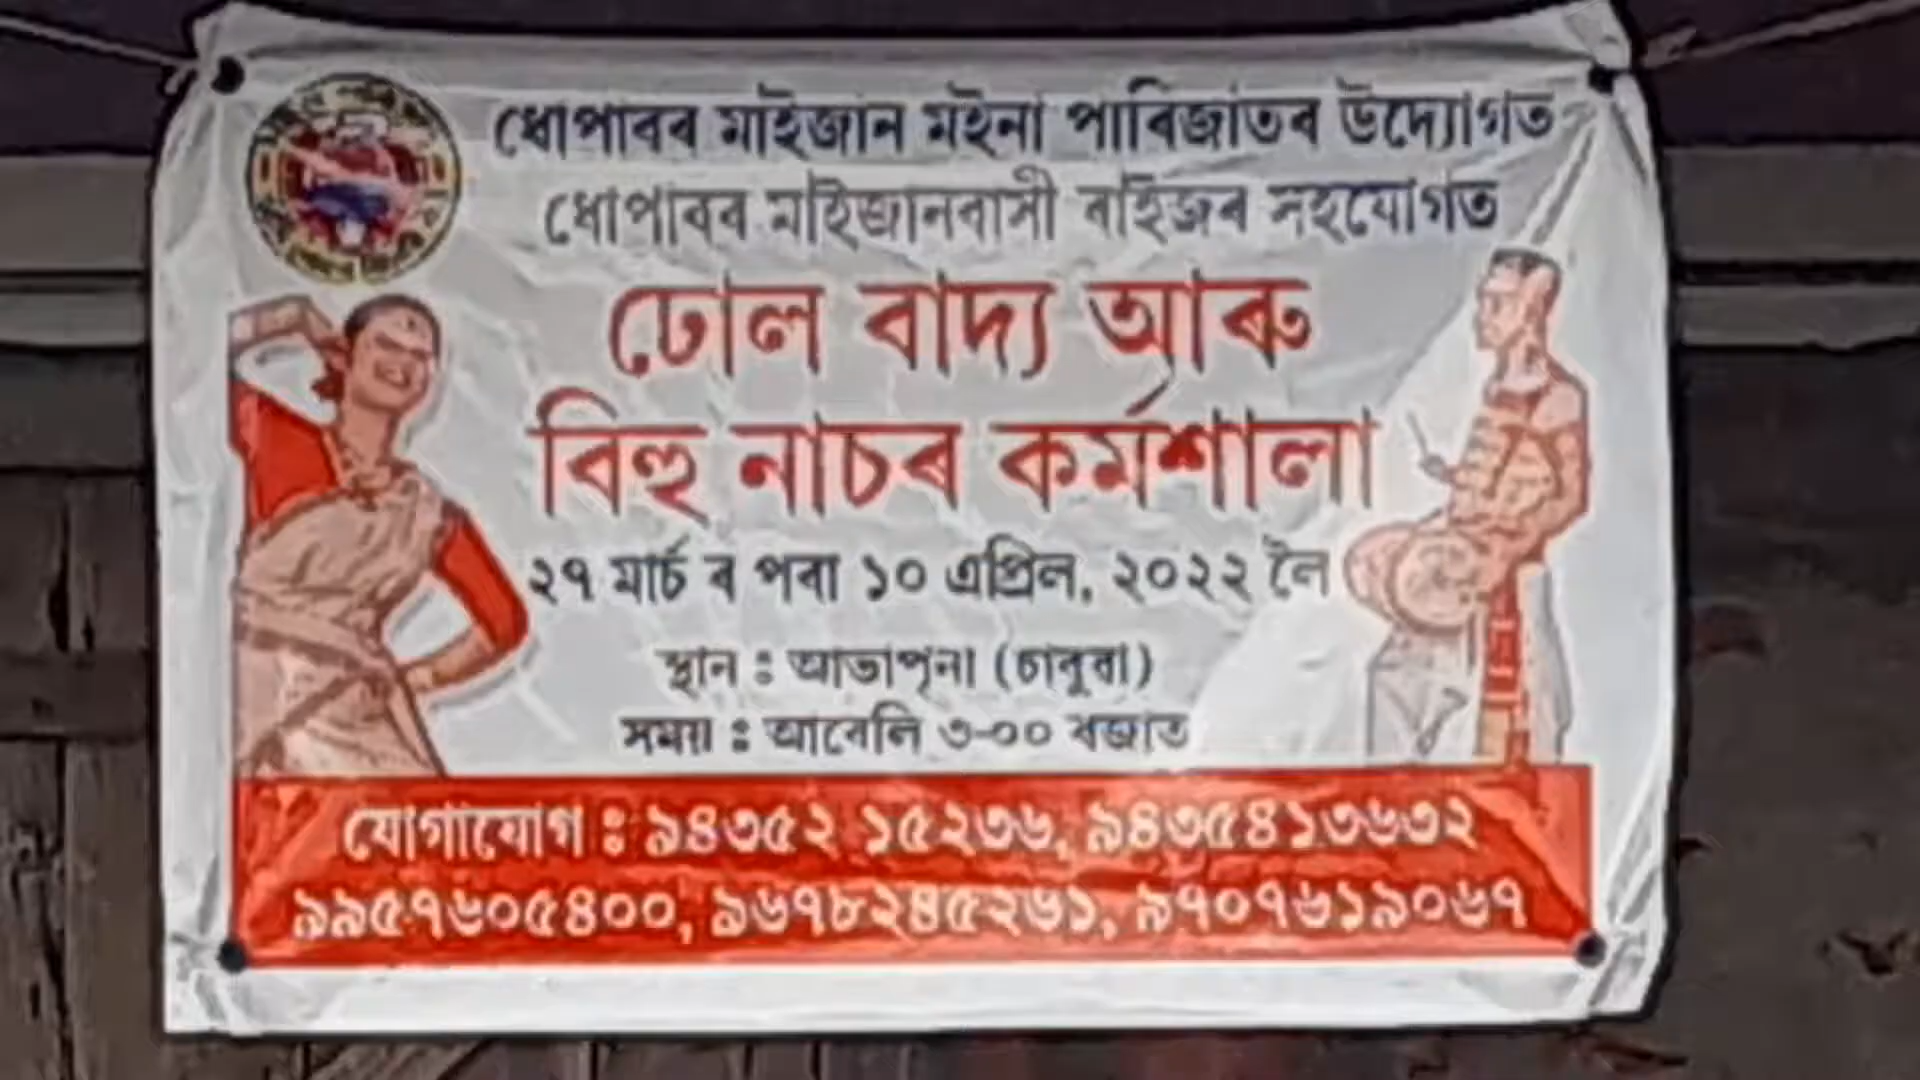 ধোপাবৰ মাইজান মইনা পাৰিজাতৰ উদ্যোগত
ধোপাবৰ মাইজানবাসী ৰাইজৰ সহযোগত
ঢোল বাদ্য আৰু
বিহু নাচৰ কৰ্মশালা
২৭ মাৰ্চ ৰ পৰা ১০ এপ্ৰিল, ২০২২ লৈ
স্থান : আভাপৃনা (চাবুৱা)
সময় : আবেলি ৩-০০ বজাত
যোগাযোগ : ৯৪৩৫২ ১৫২৩৬, ৯৪৩৫৪১৩৬৩২
৯৯৫৭৬০৫৪০০, ৯৬৭৮২৪৫২৬১, ৯৭০৭৬১৯০৬৭